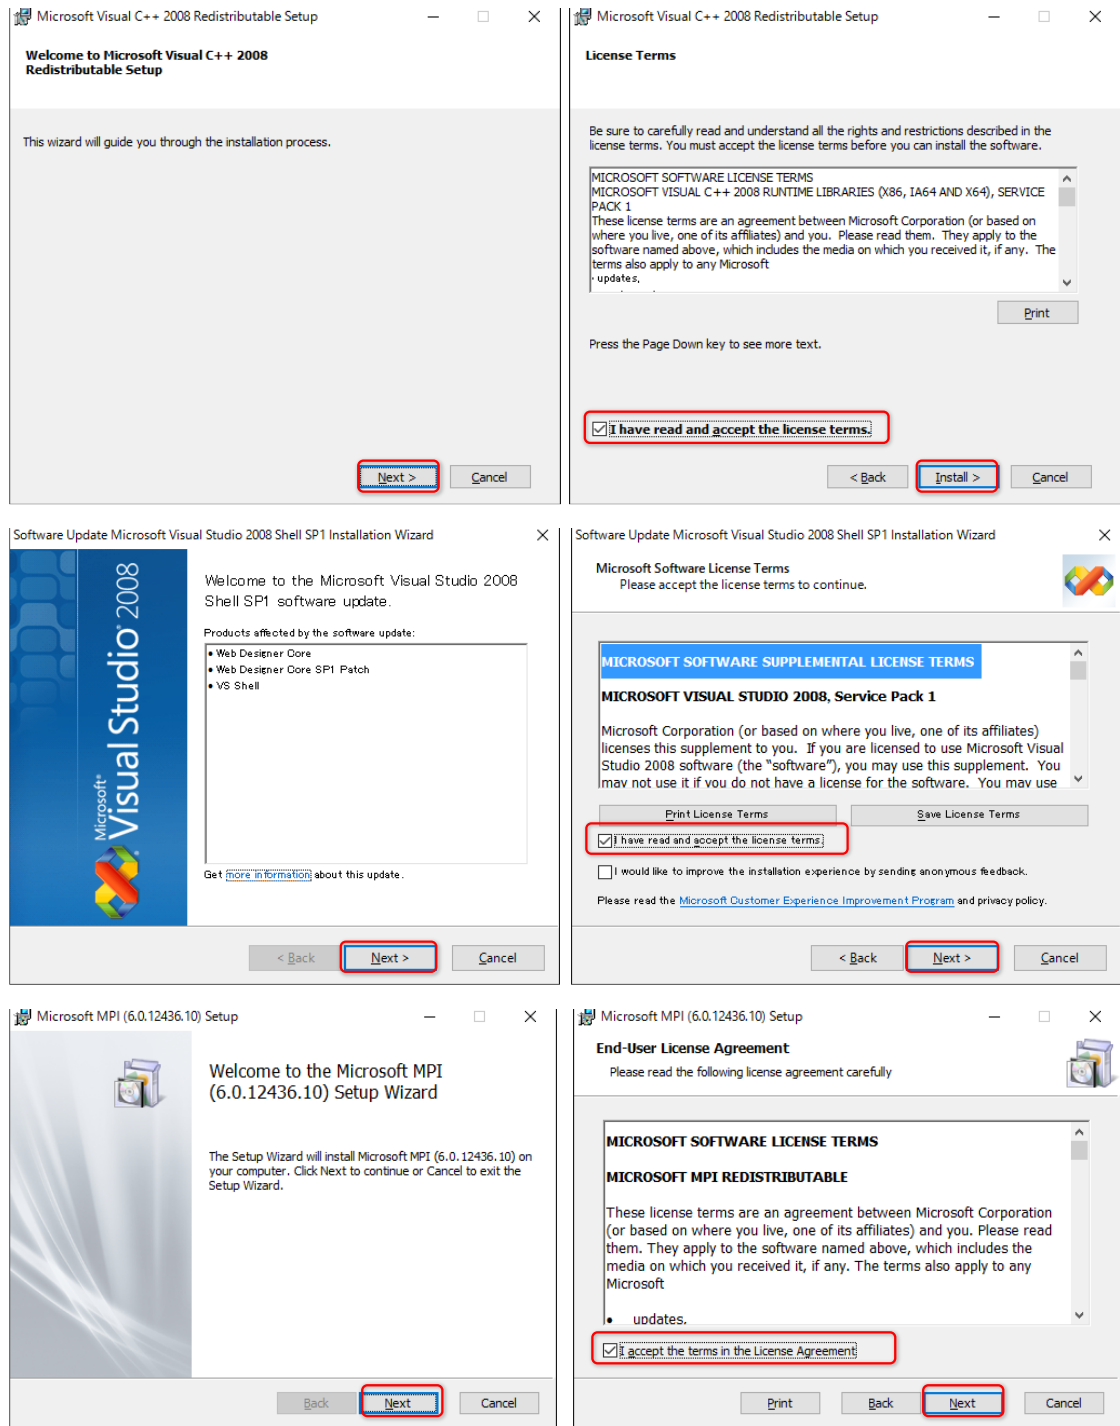 Microsoft Visual C++ 2008 Redistributable Setup
Welcome to Microsoft Visual C++ 2008
Redistributable Setup
This wizard will guide you through the installation process.
Next >
Cancel
Microsoft Visual C++ 2008 Redistributable Setup
License Terms
Be sure to carefully read and understand all the rights and restrictions described in the
license terms. You must accept the license terms before you can install the software.
MICROSOFT SOFTWARE LICENSE TERMS
MICROSOFT VISUAL C++ 2008 RUNTIME LIBRARIES (X86, IA64 AND X64), SERVICE
PACK 1
These license terms are an agreement between Microsoft Corporation (or based on
where you live, one of its affiliates) and you. Please read them. They apply to the
software named above, which includes the media on which you received it, if any. The
terms also apply to any Microsoft
· updates,
Print
Press the Page Down key to see more text.
I have read and accept the license terms.
< Back
Install >
Cancel
Software Update Microsoft Visual Studio 2008 Shell SP1 Installation Wizard
Microsoft®
Visual Studio 2008
Welcome to the Microsoft Visual Studio 2008
Shell SP1 software update.
Products affected by the software update:
• Web Designer Core
• Web Designer Core SP1 Patch
• VS Shell
Get more information about this update.
< Back
Next >
Cancel
Software Update Microsoft Visual Studio 2008 Shell SP1 Installation Wizard
Microsoft Software License Terms
Please accept the license terms to continue.
MICROSOFT SOFTWARE SUPPLEMENTAL LICENSE TERMS
MICROSOFT VISUAL STUDIO 2008, Service Pack 1
Microsoft Corporation (or based on where you live, one of its affiliates)
licenses this supplement to you. If you are licensed to use Microsoft Visual
Studio 2008 software (the “software”), you may use this supplement. You
may not use it if you do not have a license for the software. You may use
Print License Terms
Save License Terms
I have read and accept the license terms.
I would like to improve the installation experience by sending anonymous feedback.
Please read the Microsoft Customer Experience Improvement Program and privacy policy.
< Back
Next >
Cancel
Microsoft MPI (6.0.12436.10) Setup
Welcome to the Microsoft MPI
(6.0.12436.10) Setup Wizard
The Setup Wizard will install Microsoft MPI (6.0.12436.10) on
your computer. Click Next to continue or Cancel to exit the
Setup Wizard.
Back
Next
Cancel
Microsoft MPI (6.0.12436.10) Setup
End-User License Agreement
Please read the following license agreement carefully
MICROSOFT SOFTWARE LICENSE TERMS
MICROSOFT MPI REDISTRIBUTABLE
These license terms are an agreement between Microsoft Corporation
(or based on where you live, one of its affiliates) and you. Please read
them. They apply to the software named above, which includes the
media on which you received it, if any. The terms also apply to any
Microsoft
• updates,
I accept the terms in the License Agreement
Print
Back
Next
Cancel